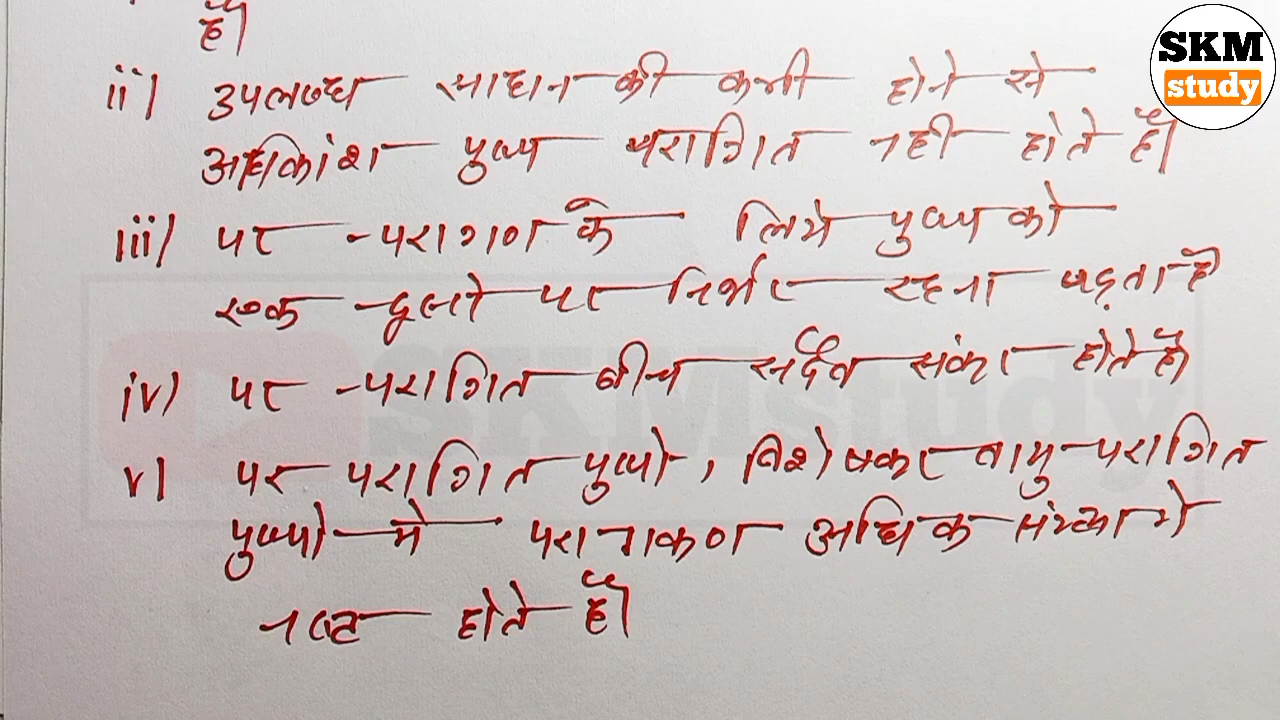 हैं।
SKM
study
ii) उपलब्ध साधन की कमी होने से
अधिकांश पुष्प परागित नही होते हैं।
iii) पर - परागण के लिये पुष्प को
एक दुसरे पर निर्भर रहना पड़ता है
iv) पर - परागित बीज सदैव संकर होते है।
v) पर परागित पुष्पो, विशेषकर वायु-परागित
पुष्पो में परागकण अधिक संख्या मे
नष्ट होते हैं।
SKMstudy